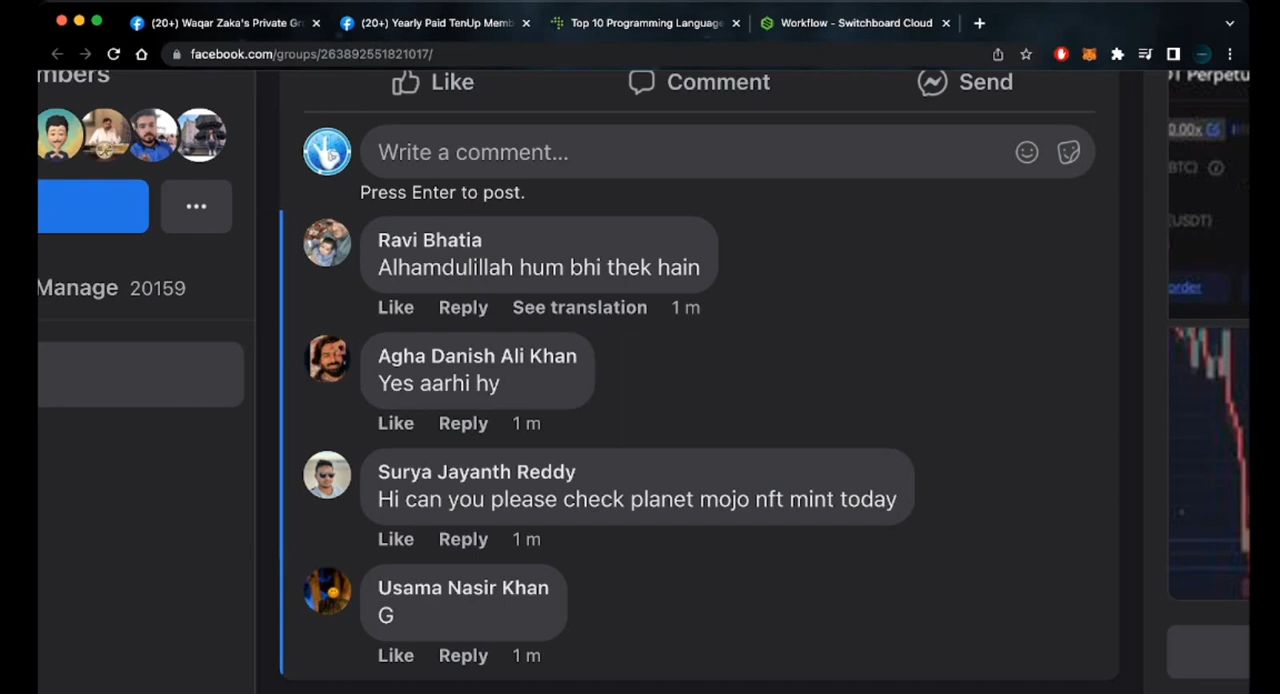 (20+) Waqar Zaka's Private Gr
(20+) Yearly Paid TenUp Memb
Top 10 Programming Language
Workflow - Switchboard Cloud
facebook.com/groups/263892551821017/
mbers
Like
Comment
Send
Perpetu
0.00x
Write a comment...
BTC)
Press Enter to post.
(USDT)
Ravi Bhatia
Alhamdulillah hum bhi thek hain
order
Manage 20159
Like Reply See translation 1 m
Agha Danish Ali Khan
Yes aarhi hy
Like Reply 1 m
Surya Jayanth Reddy
Hi can you please check planet mojo nft mint today
Like Reply 1 m
Usama Nasir Khan
G
Like Reply 1 m